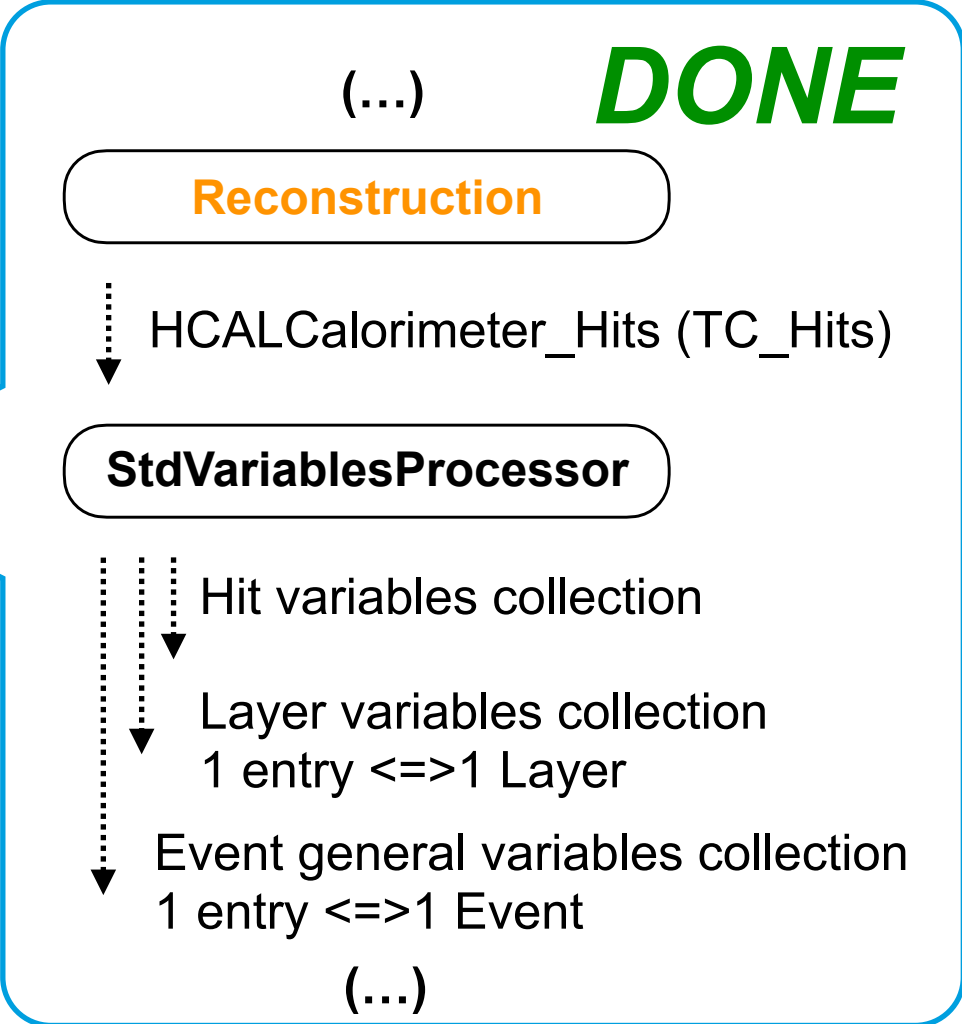 DONE
(...)
Reconstruction
HCALCalorimeter_Hits (TC_Hits)
StdVariablesProcessor
Hit variables collection
Layer variables collection
1 entry <=>1 Layer
Event general variables collection
1 entry <=>1 Event
(...)